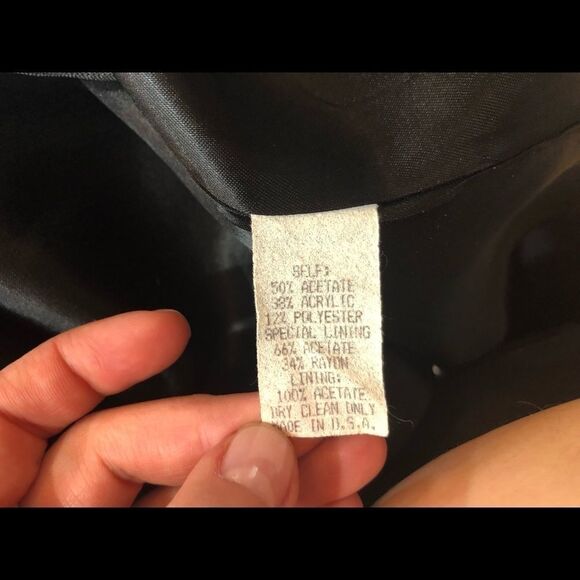 SELF:
50% ACETATE
38% ACRYLIC
12% POLYESTER
SPECIAL LINING
66% ACETATE
34% RAYON
LINING:
100% ACETATE
DRY CLEAN ONLY
MADE IN U.S.A.